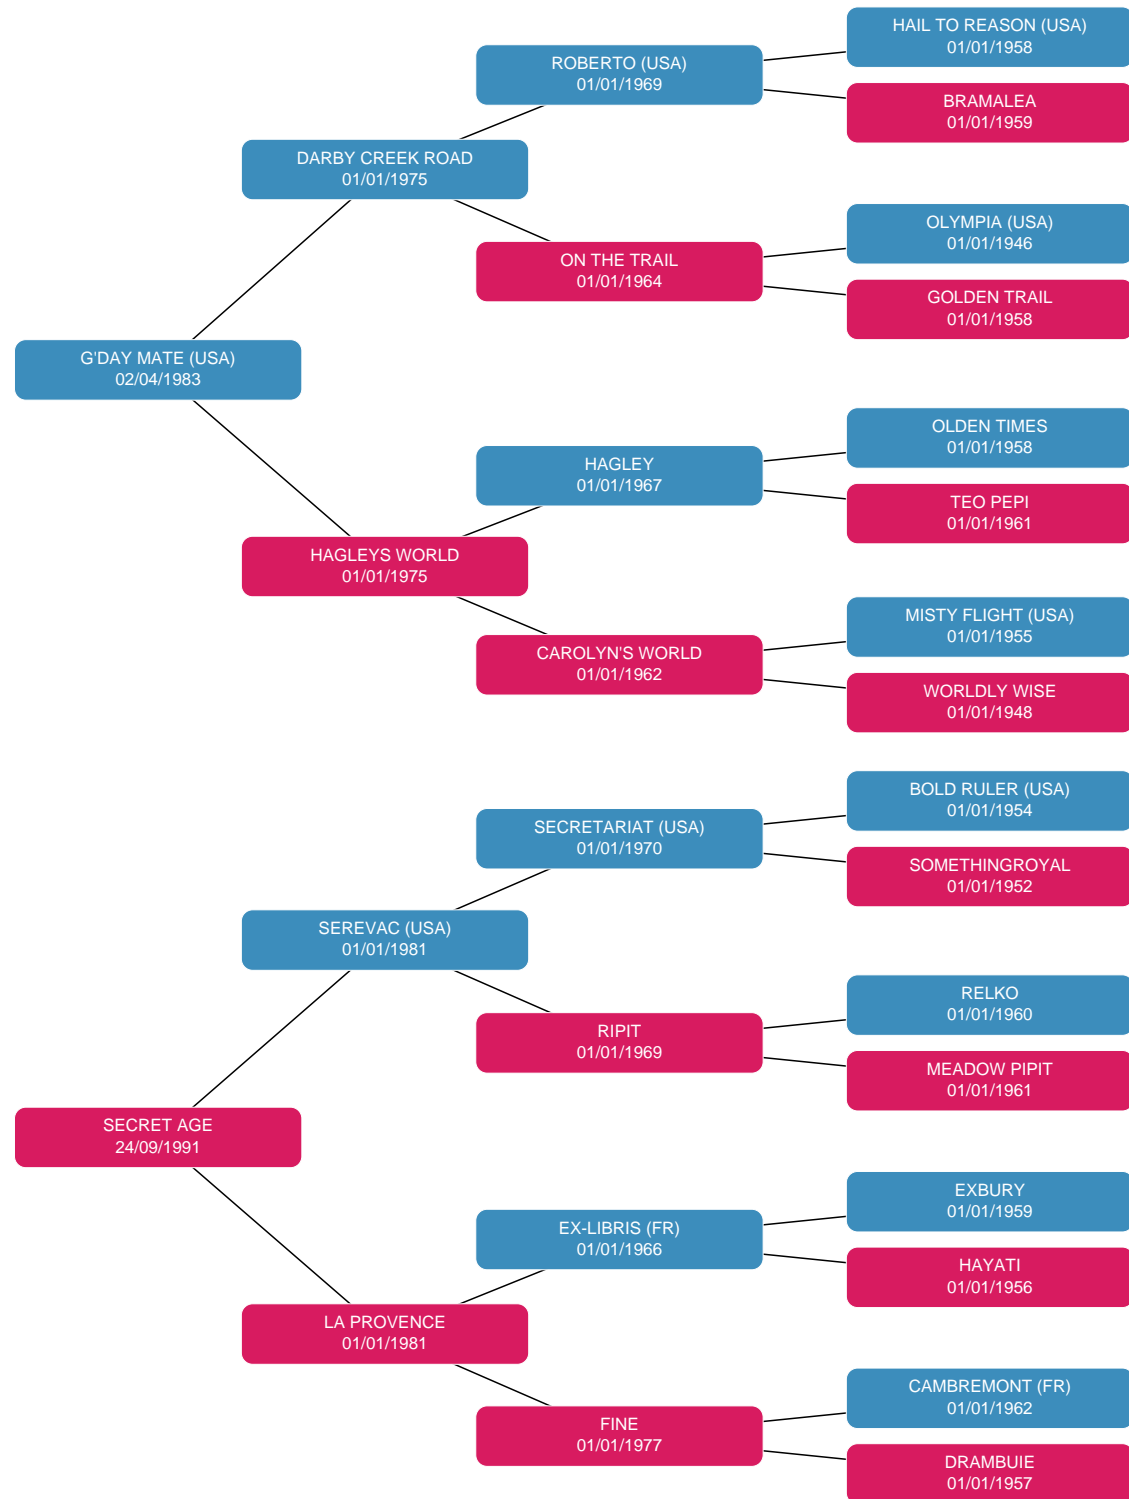 HAIL TO REASON (USA)
01/01/1958
ROBERTO (USA)
01/01/1969
BRAMALEA
01/01/1959
DARBY CREEK ROAD
01/01/1975
OLYMPIA (USA)
01/01/1946
ON THE TRAIL
01/01/1964
GOLDEN TRAIL
01/01/1958
G'DAY MATE (USA)
02/04/1983
OLDEN TIMES
01/01/1958
HAGLEY
01/01/1967
TEO PEPI
01/01/1961
HAGLEYS WORLD
01/01/1975
MISTY FLIGHT (USA)
01/01/1955
CAROLYN'S WORLD
01/01/1962
WORLDLY WISE
01/01/1948
BOLD RULER (USA)
01/01/1954
SECRETARIAT (USA)
01/01/1970
SOMETHINGROYAL
01/01/1952
SEREVAC (USA)
01/01/1981
RELKO
01/01/1960
RIPIT
01/01/1969
MEADOW PIPIT
01/01/1961
SECRET AGE
24/09/1991
EXBURY
01/01/1959
EX-LIBRIS (FR)
01/01/1966
HAYATI
01/01/1956
LA PROVENCE
01/01/1981
CAMBREMONT (FR)
01/01/1962
FINE
01/01/1977
DRAMBUIE
01/01/1957